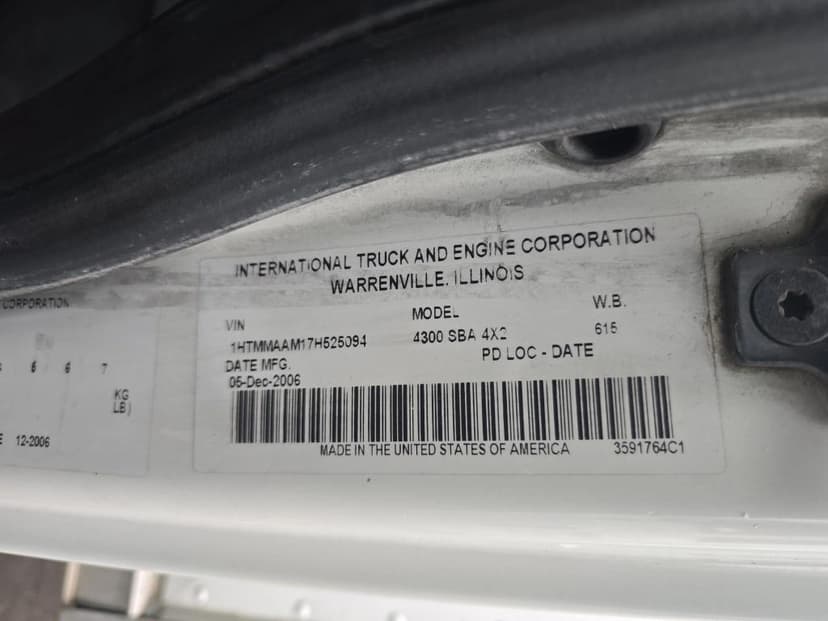 CORPORATION
6 7
KG
LB)
E 12-2006
INTERNATIONAL TRUCK AND ENGINE CORPORATION
WARRENVILLE, ILLINOIS
VIN MODEL W.B.
1HTMMAAM17H525094 4300 SBA 4X2 615
DATE MFG. PD LOC - DATE
05-Dec-2006
MADE IN THE UNITED STATES OF AMERICA 3591764C1